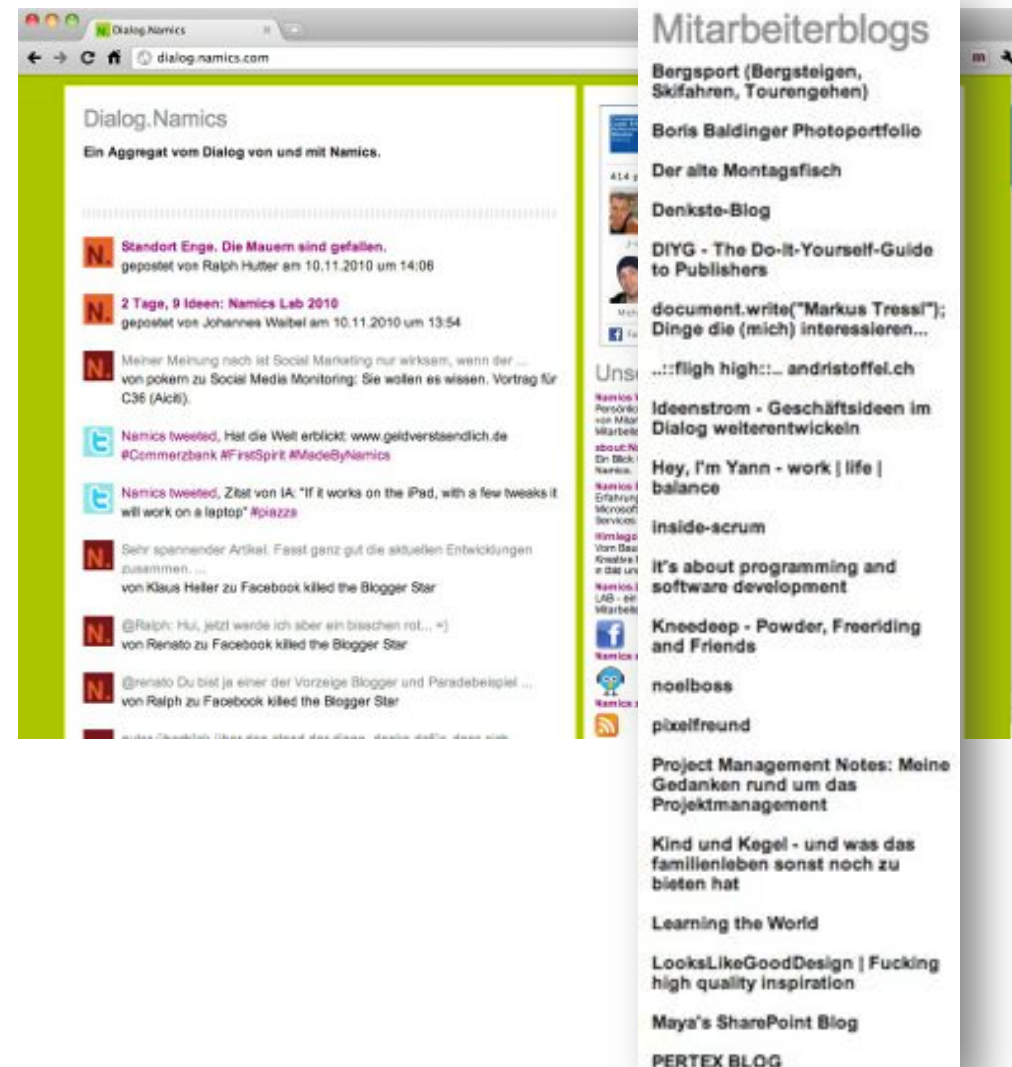 Dialog.Namics
dialog.namics.com
Dialog.Namics
Ein Aggregat vom Dialog von und mit Namics.
Standort Enge. Die Mauern sind gefallen.
gepostet von Ralph Hutter am 10.11.2010 um 14:06
2 Tage, 9 Ideen: Namics Lab 2010
gepostet von Johannes Waibel am 10.11.2010 um 13:54
Meiner Meinung nach ist Social Marketing nur wirksam, wenn der ...
von pokern zu Social Media Monitoring: Sie wollen es wissen. Vortrag für
C36 (Aiciti).
Namics tweeted, Hat die Welt erblickt: www.geldverstaendlich.de
#Commerzbank #FirstSpirit #MadeByNamics
Namics tweeted, Zitat von IA: "If it works on the iPad, with a few tweaks it
will work on a laptop" #piazza
Sehr spannender Artikel. Fasst ganz gut die aktuellen Entwicklungen
zusammen. ...
von Klaus Heller zu Facebook killed the Blogger Star
@Ralph: Hui, jetzt werde ich aber ein bisschen rot... =)
von Renato zu Facebook killed the Blogger Star
@renato Du bist ja einer der Vorzeige Blogger und Paradebeispiel ...
von Ralph zu Facebook killed the Blogger Star
414
Mitarbeiterblogs
Bergsport (Bergsteigen,
Skifahren, Tourengehen)
Boris Baldinger Photoportfolio
Der alte Montagsfisch
Denkste-Blog
DIYG - The Do-It-Yourself-Guide
to Publishers
document.write("Markus Tressl");
Dinge die (mich) interessieren...
..::fligh high::.. andristoffel.ch
Ideenstrom - Geschäftsideen im
Dialog weiterentwickeln
Hey, I'm Yann - work | life |
balance
inside-scrum
it's about programming and
software development
Kneedeep - Powder, Freeriding
and Friends
noelboss
pixelfreund
Project Management Notes: Meine
Gedanken rund um das
Projektmanagement
Kind und Kegel - und was das
familienleben sonst noch zu
bieten hat
Learning the World
LooksLikeGoodDesign | Fucking
high quality inspiration
Maya's SharePoint Blog
PERTEX BLOG